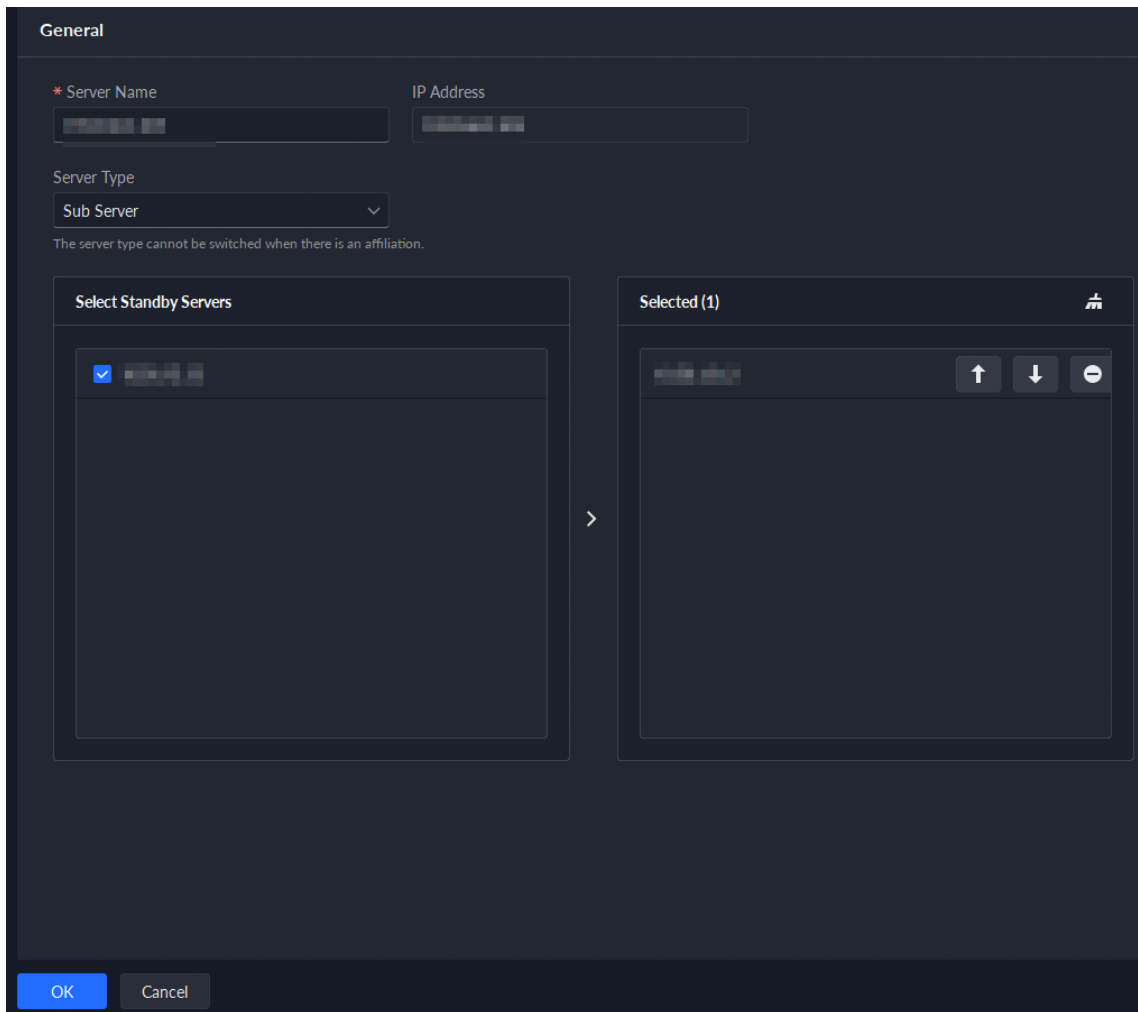 General
* Server Name
IP Address
Server Type
Sub Server
The server type cannot be switched when there is an affiliation.
Select Standby Servers
Selected (1)
OK
Cancel